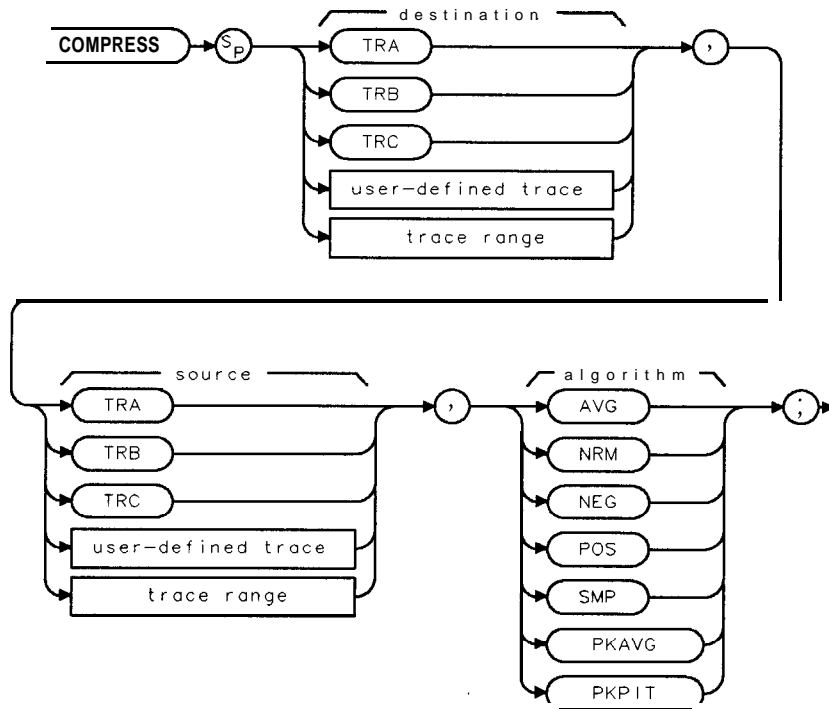 destination
COMPRESS SP TRA ,
TRB
TRC
user-defined trace
trace range
source algorithm
TRA , AVG ;
TRB NRM
TRC NEG
user-defined trace POS
trace range SMP
PKAVG
PKPIT